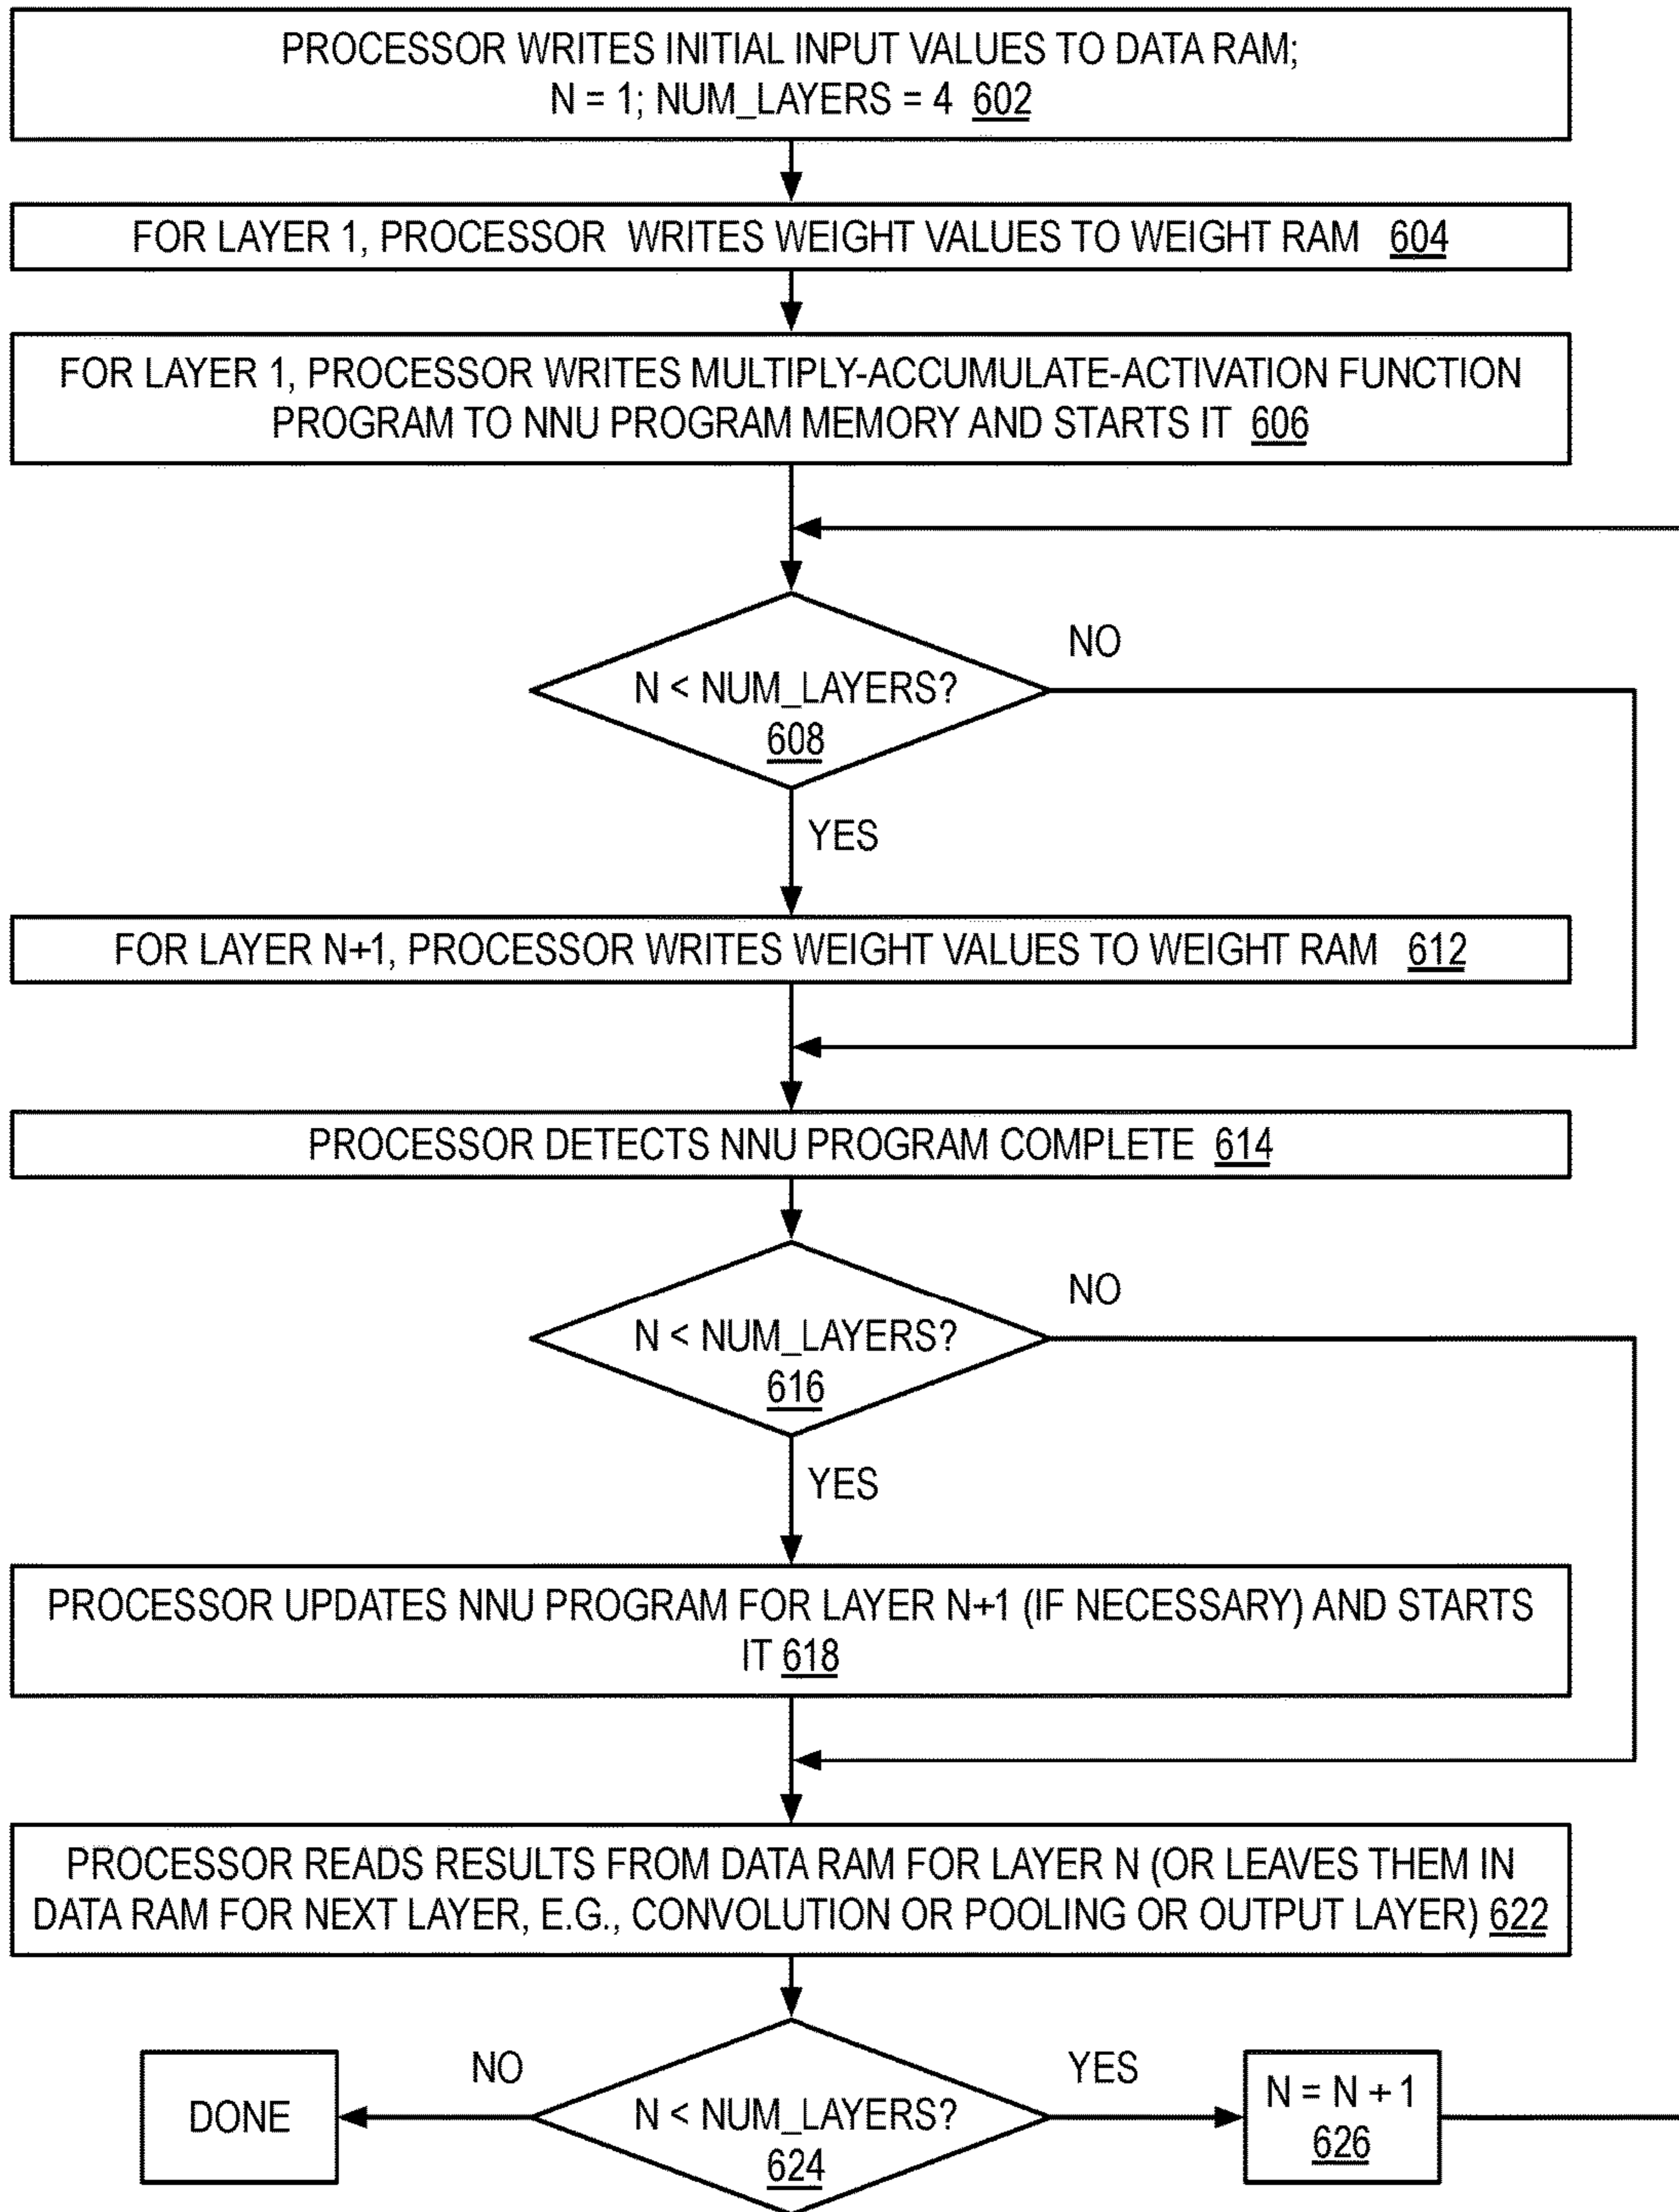 PROCESSOR WRITES INITIAL INPUT VALUES TO DATA RAM;
N = 1; NUM_LAYERS = 4 602
FOR LAYER 1, PROCESSOR WRITES WEIGHT VALUES TO WEIGHT RAM 604
FOR LAYER 1, PROCESSOR WRITES MULTIPLY-ACCUMULATE-ACTIVATION FUNCTION
PROGRAM TO NNU PROGRAM MEMORY AND STARTS IT 606
NO
N < NUM_LAYERS?
608
YES
FOR LAYER N+1, PROCESSOR WRITES WEIGHT VALUES TO WEIGHT RAM 612
PROCESSOR DETECTS NNU PROGRAM COMPLETE 614
NO
N < NUM_LAYERS?
616
YES
PROCESSOR UPDATES NNU PROGRAM FOR LAYER N+1 (IF NECESSARY) AND STARTS
IT 618
PROCESSOR READS RESULTS FROM DATA RAM FOR LAYER N (OR LEAVES THEM IN
DATA RAM FOR NEXT LAYER, E.G., CONVOLUTION OR POOLING OR OUTPUT LAYER) 622
NO
YES
DONE
N < NUM_LAYERS?
624
N = N + 1
626